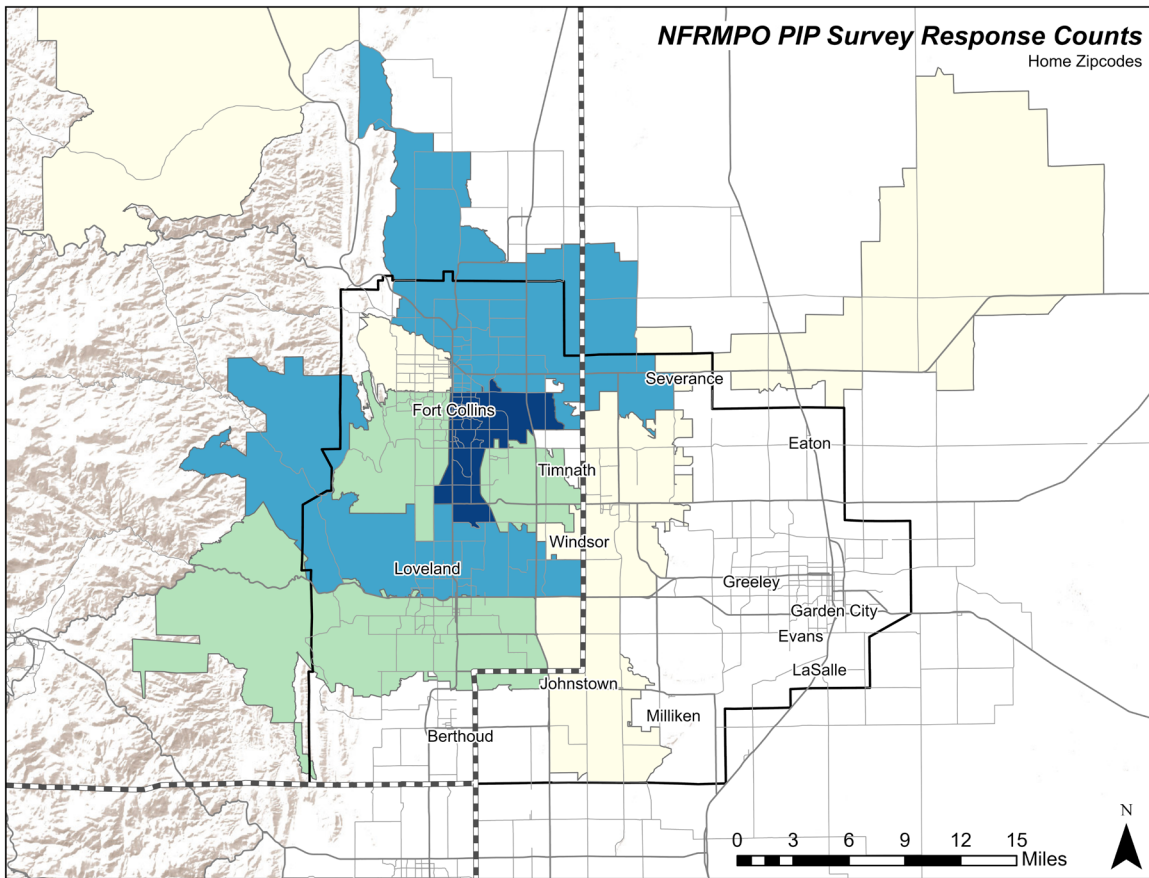 NFRMPO PIP Survey Response Counts
Home Zipcodes
Severance
Fort Collins
Eaton
Timnath
Windsor
Loveland
Greeley
Garden City
Evans
LaSalle
Johnstown
Milliken
Berthoud
N
0 3 6 9 12 15
Miles